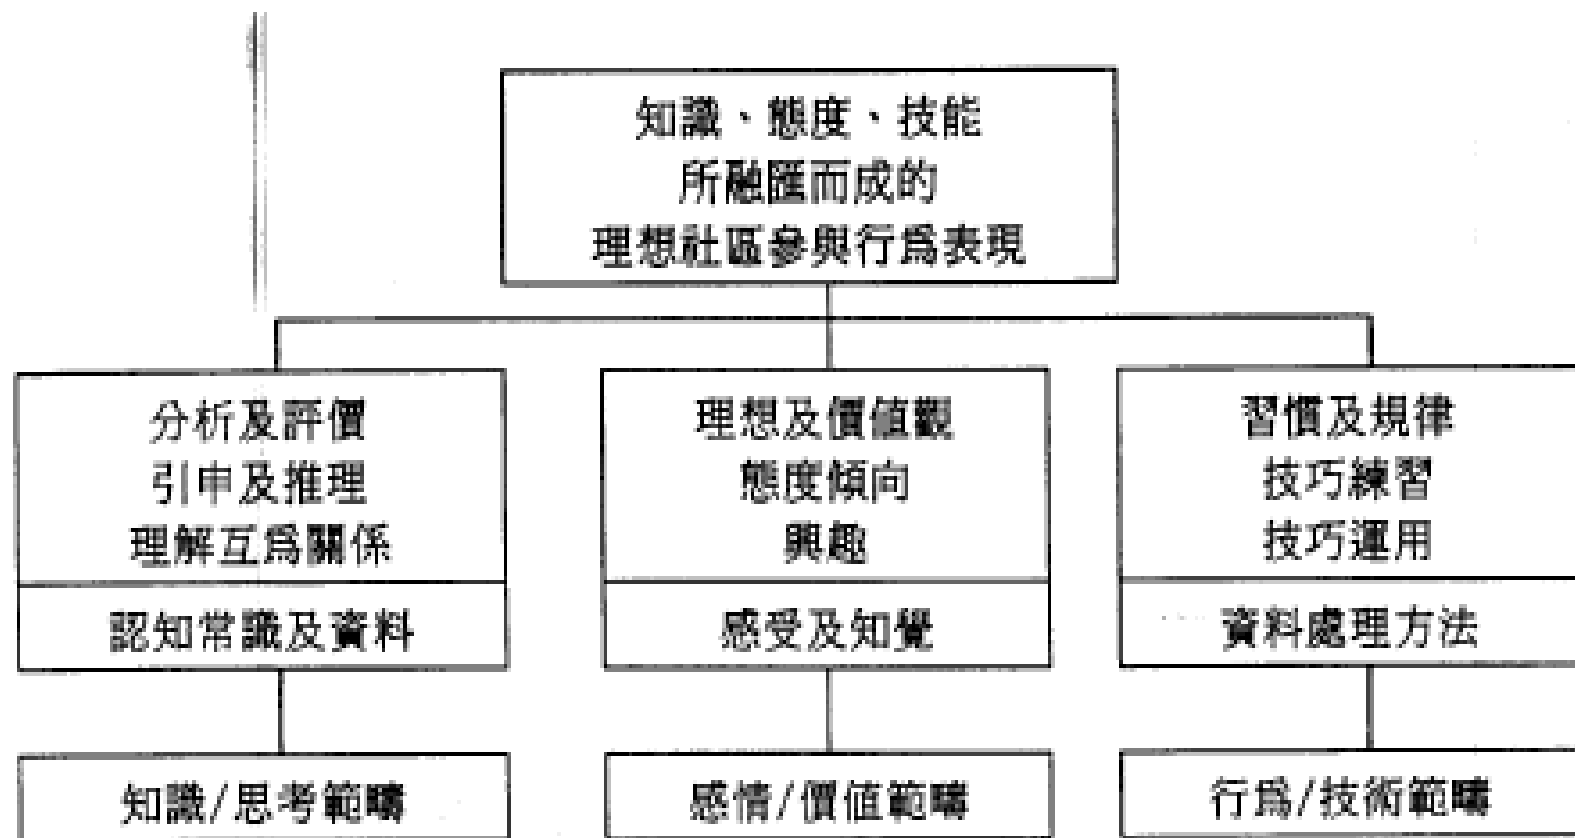 知識、態度、技能
所融匯而成的
理想社區參與行爲表現
分析及評價
引申及推理
理解互爲關係
認知常識及資料
理想及價值觀
態度傾向
興趣
感受及知覺
習慣及規律
技巧練習
技巧運用
資料處理方法
知識/思考範疇
感情/價值範疇
行爲/技術範疇